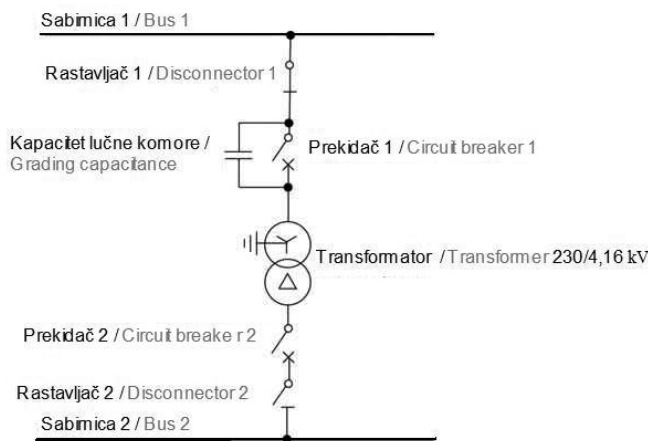 Sabirnica 1 / Bus 1
Rastavljač 1 / Disconnector 1
Kapacitet lučne komore /
Grading capacitance
Prekidač 1 / Circuit breaker 1
Transformator / Transformer 230/4,16 kV
Prekidač 2 / Circuit breake r 2
Rastavljač 2 / Disconnector 2
Sabirnica 2 / Bus 2